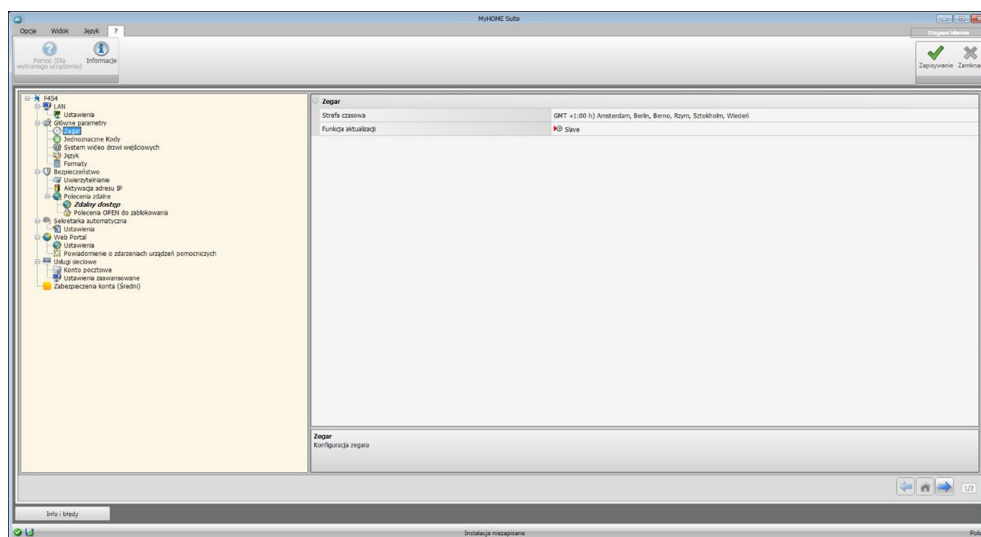 MyHOME Suite
Opcje Widok Język ?
Pomoc (Dla wybranego urządzenia)
Informacje
Zapisywanie
F454
LAN
Ustawienia
Główne parametry
Zegar
Jednoznaczne Kody
System wideo drzwi wejściowych
Język
Formaty
Bezpieczeństwo
Uwierzytelnianie
Aktywacja adresu IP
Polecenia zdalne
Zdalny dostęp
Polecenia OPEN do zablokowania
Sekretarka automatyczna
Ustawienia
Web Portal
Ustawienia
Powiadomienie o zdarzeniach urządzeń pomocniczych
Usługi sieciowe
Konto pocztowe
Ustawienia zaawansowane
Zabezpieczenia konta (Średni)
Zegar
Strefa czasowa GMT +1:00 h) Amsterdam, Berlin, Berno, Rzym, Sztokholm, Wiedeń
Funkcja aktualizacji Slave
Zegar
Konfiguracja zegara
1/2
Info i błędy
Instalacja niezapisana